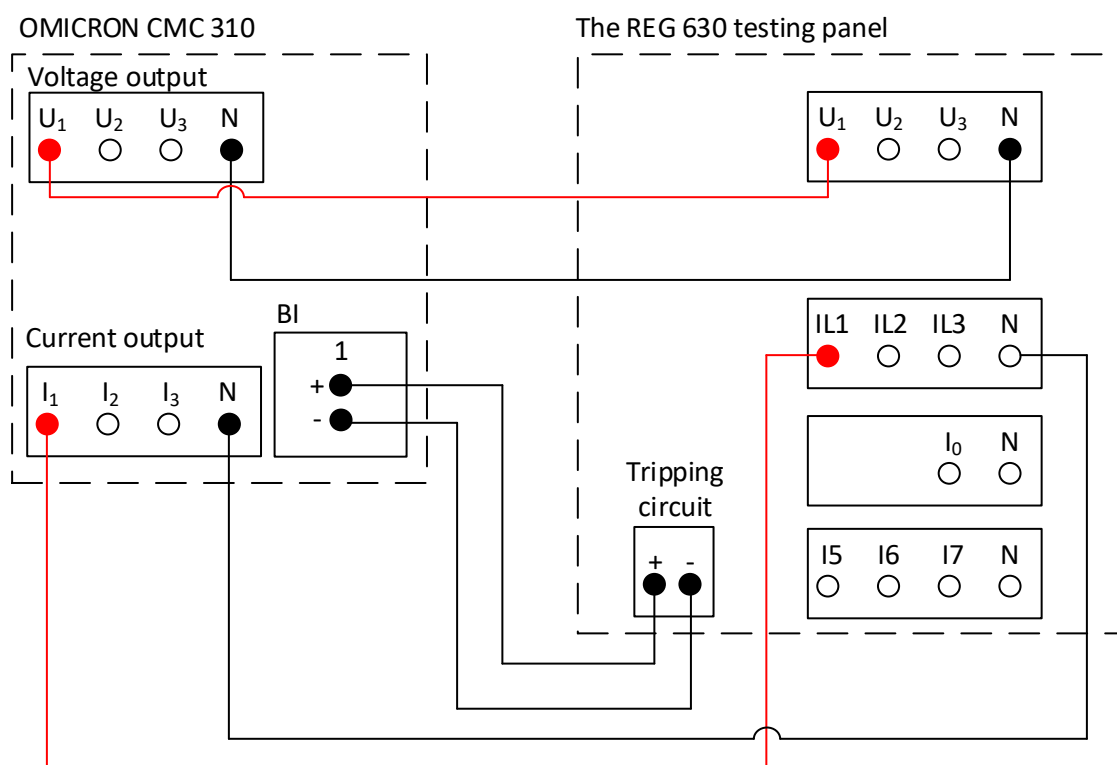 OMICRON CMC 310
The REG 630 testing panel
Voltage output
U₁ U₂ U₃ N
U₁ U₂ U₃ N
BI
1
+
-
Current output
I₁ I₂ I₃ N
IL1 IL2 IL3 N
I₀ N
Tripping
circuit
+ -
I5 I6 I7 N